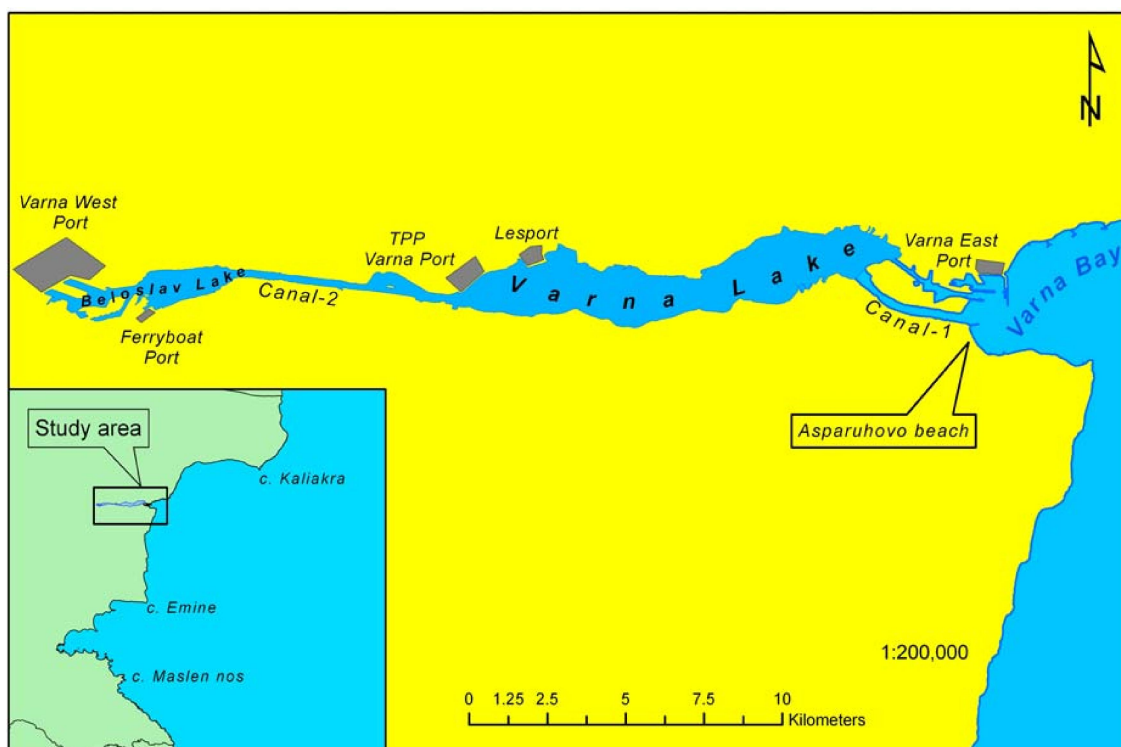 N
Varna West
Port
TPP
Varna Port
Lesport
Varna East
Port
Varna Bay
Beloslav Lake
Canal-2
Varna Lake
Canal-1
Ferryboat
Port
Asparuhovo beach
Study area
c. Kaliakra
c. Emine
c. Maslen nos
1:200,000
0 1.25 2.5 5 7.5 10
Kilometers